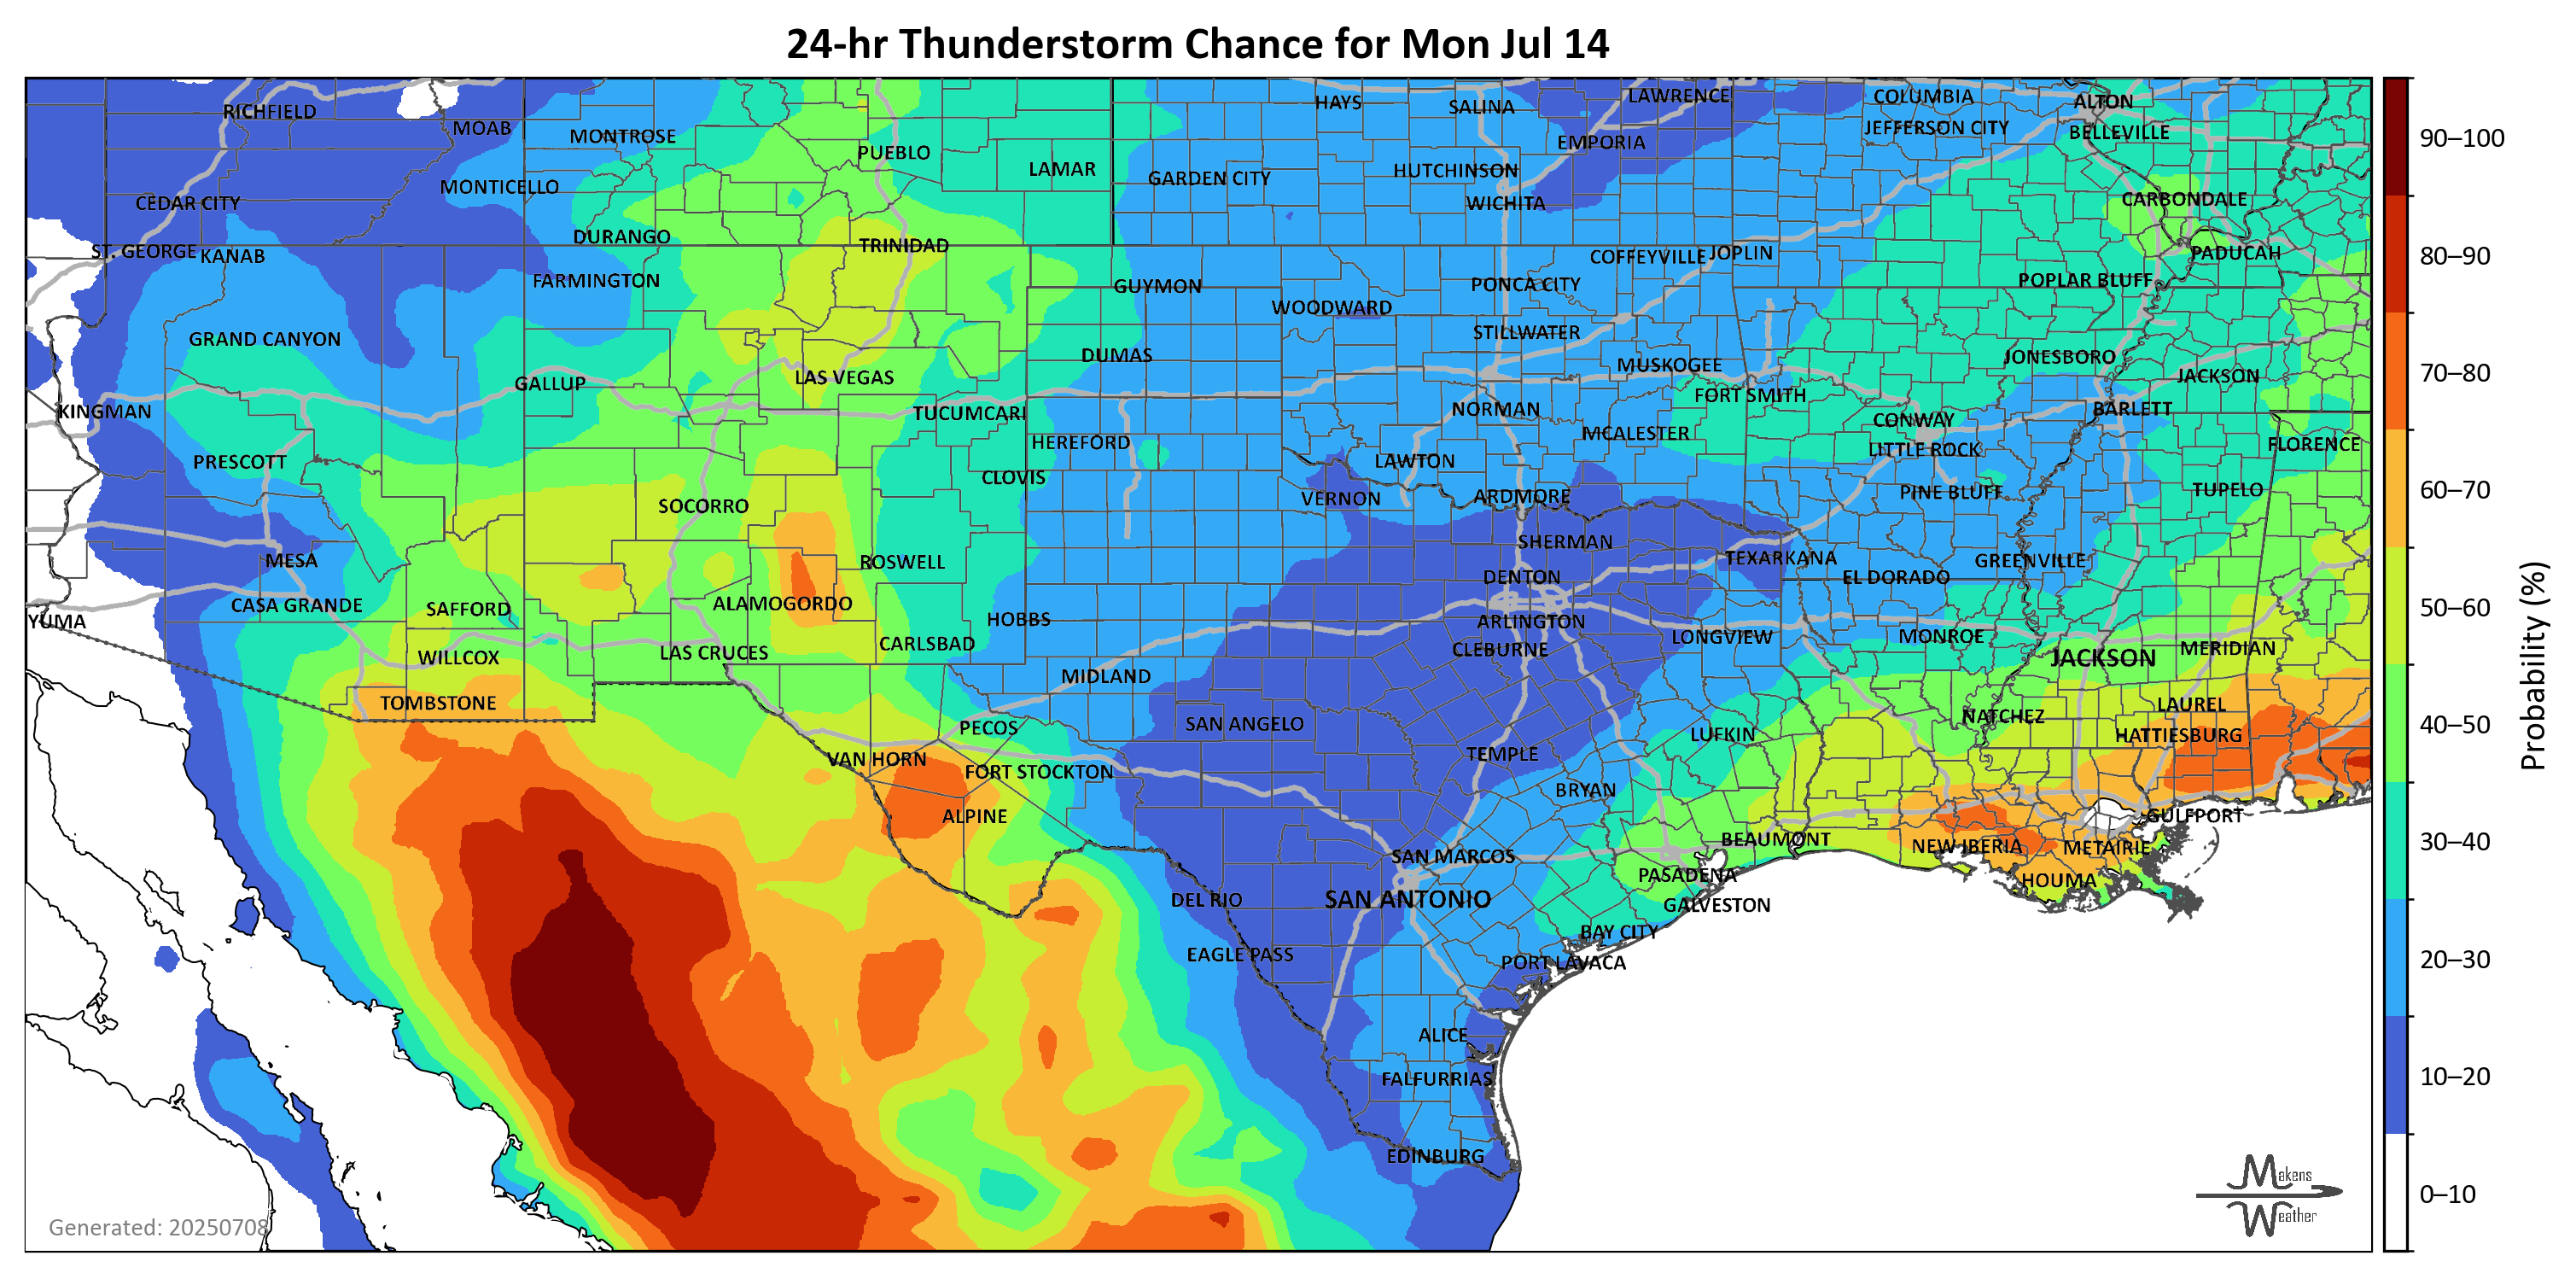 24-hr Thunderstorm Chance for Mon Jul 14
RICHFIELD
MOAB
MONTROSE
PUEBLO
LAMAR
HAYS
SALINA
LAWRENCE
COLUMBIA
ALTON
JEFFERSON CITY
BELLEVILLE
EMPORIA
HUTCHINSON
GARDEN CITY
MONTICELLO
CEDAR CITY
WICHITA
CARBONDALE
DURANGO
TRINIDAD
ST. GEORGE
KANAB
COFFEYVILLE
JOPLIN
PADUCAH
FARMINGTON
GUYMON
PONCA CITY
POPLAR BLUFF
WOODWARD
STILLWATER
GRAND CANYON
DUMAS
MUSKOGEE
JONESBORO
JACKSON
GALLUP
LAS VEGAS
FORT SMITH
KINGMAN
TUCUMCARI
NORMAN
BARLETT
CONWAY
HEREFORD
MCALESTER
LITTLE ROCK
FLORENCE
PRESCOTT
CLOVIS
LAWTON
VERNON
ARDMORE
PINE BLUFF
TUPELO
SOCORRO
SHERMAN
MESA
ROSWELL
TEXARKANA
GREENVILLE
DENTON
EL DORADO
CASA GRANDE
SAFFORD
ALAMOGORDO
YUMA
HOBBS
ARLINGTON
LONGVIEW
MONROE
CARLSBAD
CLEBURNE
WILLCOX
LAS CRUCES
JACKSON
MERIDIAN
MIDLAND
TOMBSTONE
LAUREL
NATCHEZ
PECOS
SAN ANGELO
LUFKIN
HATTIESBURG
VAN HORN
TEMPLE
FORT STOCKTON
BRYAN
ALPINE
GULFPORT
BEAUMONT
NEW IBERIA
METAIRIE
SAN MARCOS
PASADENA
HOUMA
DEL RIO
SAN ANTONIO
GALVESTON
BAY CITY
EAGLE PASS
PORT LAVACA
ALICE
FALFURRIAS
EDINBURG
Generated: 20250708
Makens
Weather
90–100
80–90
70–80
60–70
50–60
40–50
30–40
20–30
10–20
0–10
Probability (%)